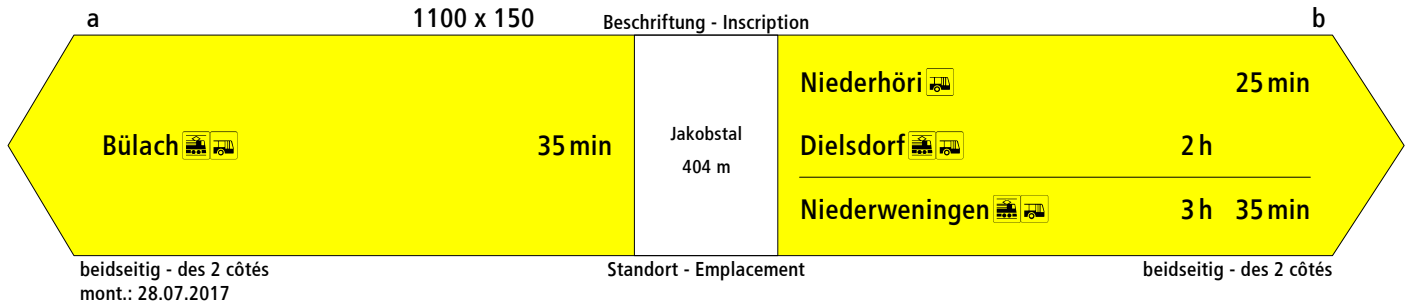 a 1100 x 150 Beschriftung - Inscription b
Niederhöri 25 min
Bülach 35 min
Jakobstal
404 m
Dielsdorf 2 h
Niederweningen 3 h 35 min
beidseitig - des 2 côtés Standort - Emplacement beidseitig - des 2 côtés
mont.: 28.07.2017